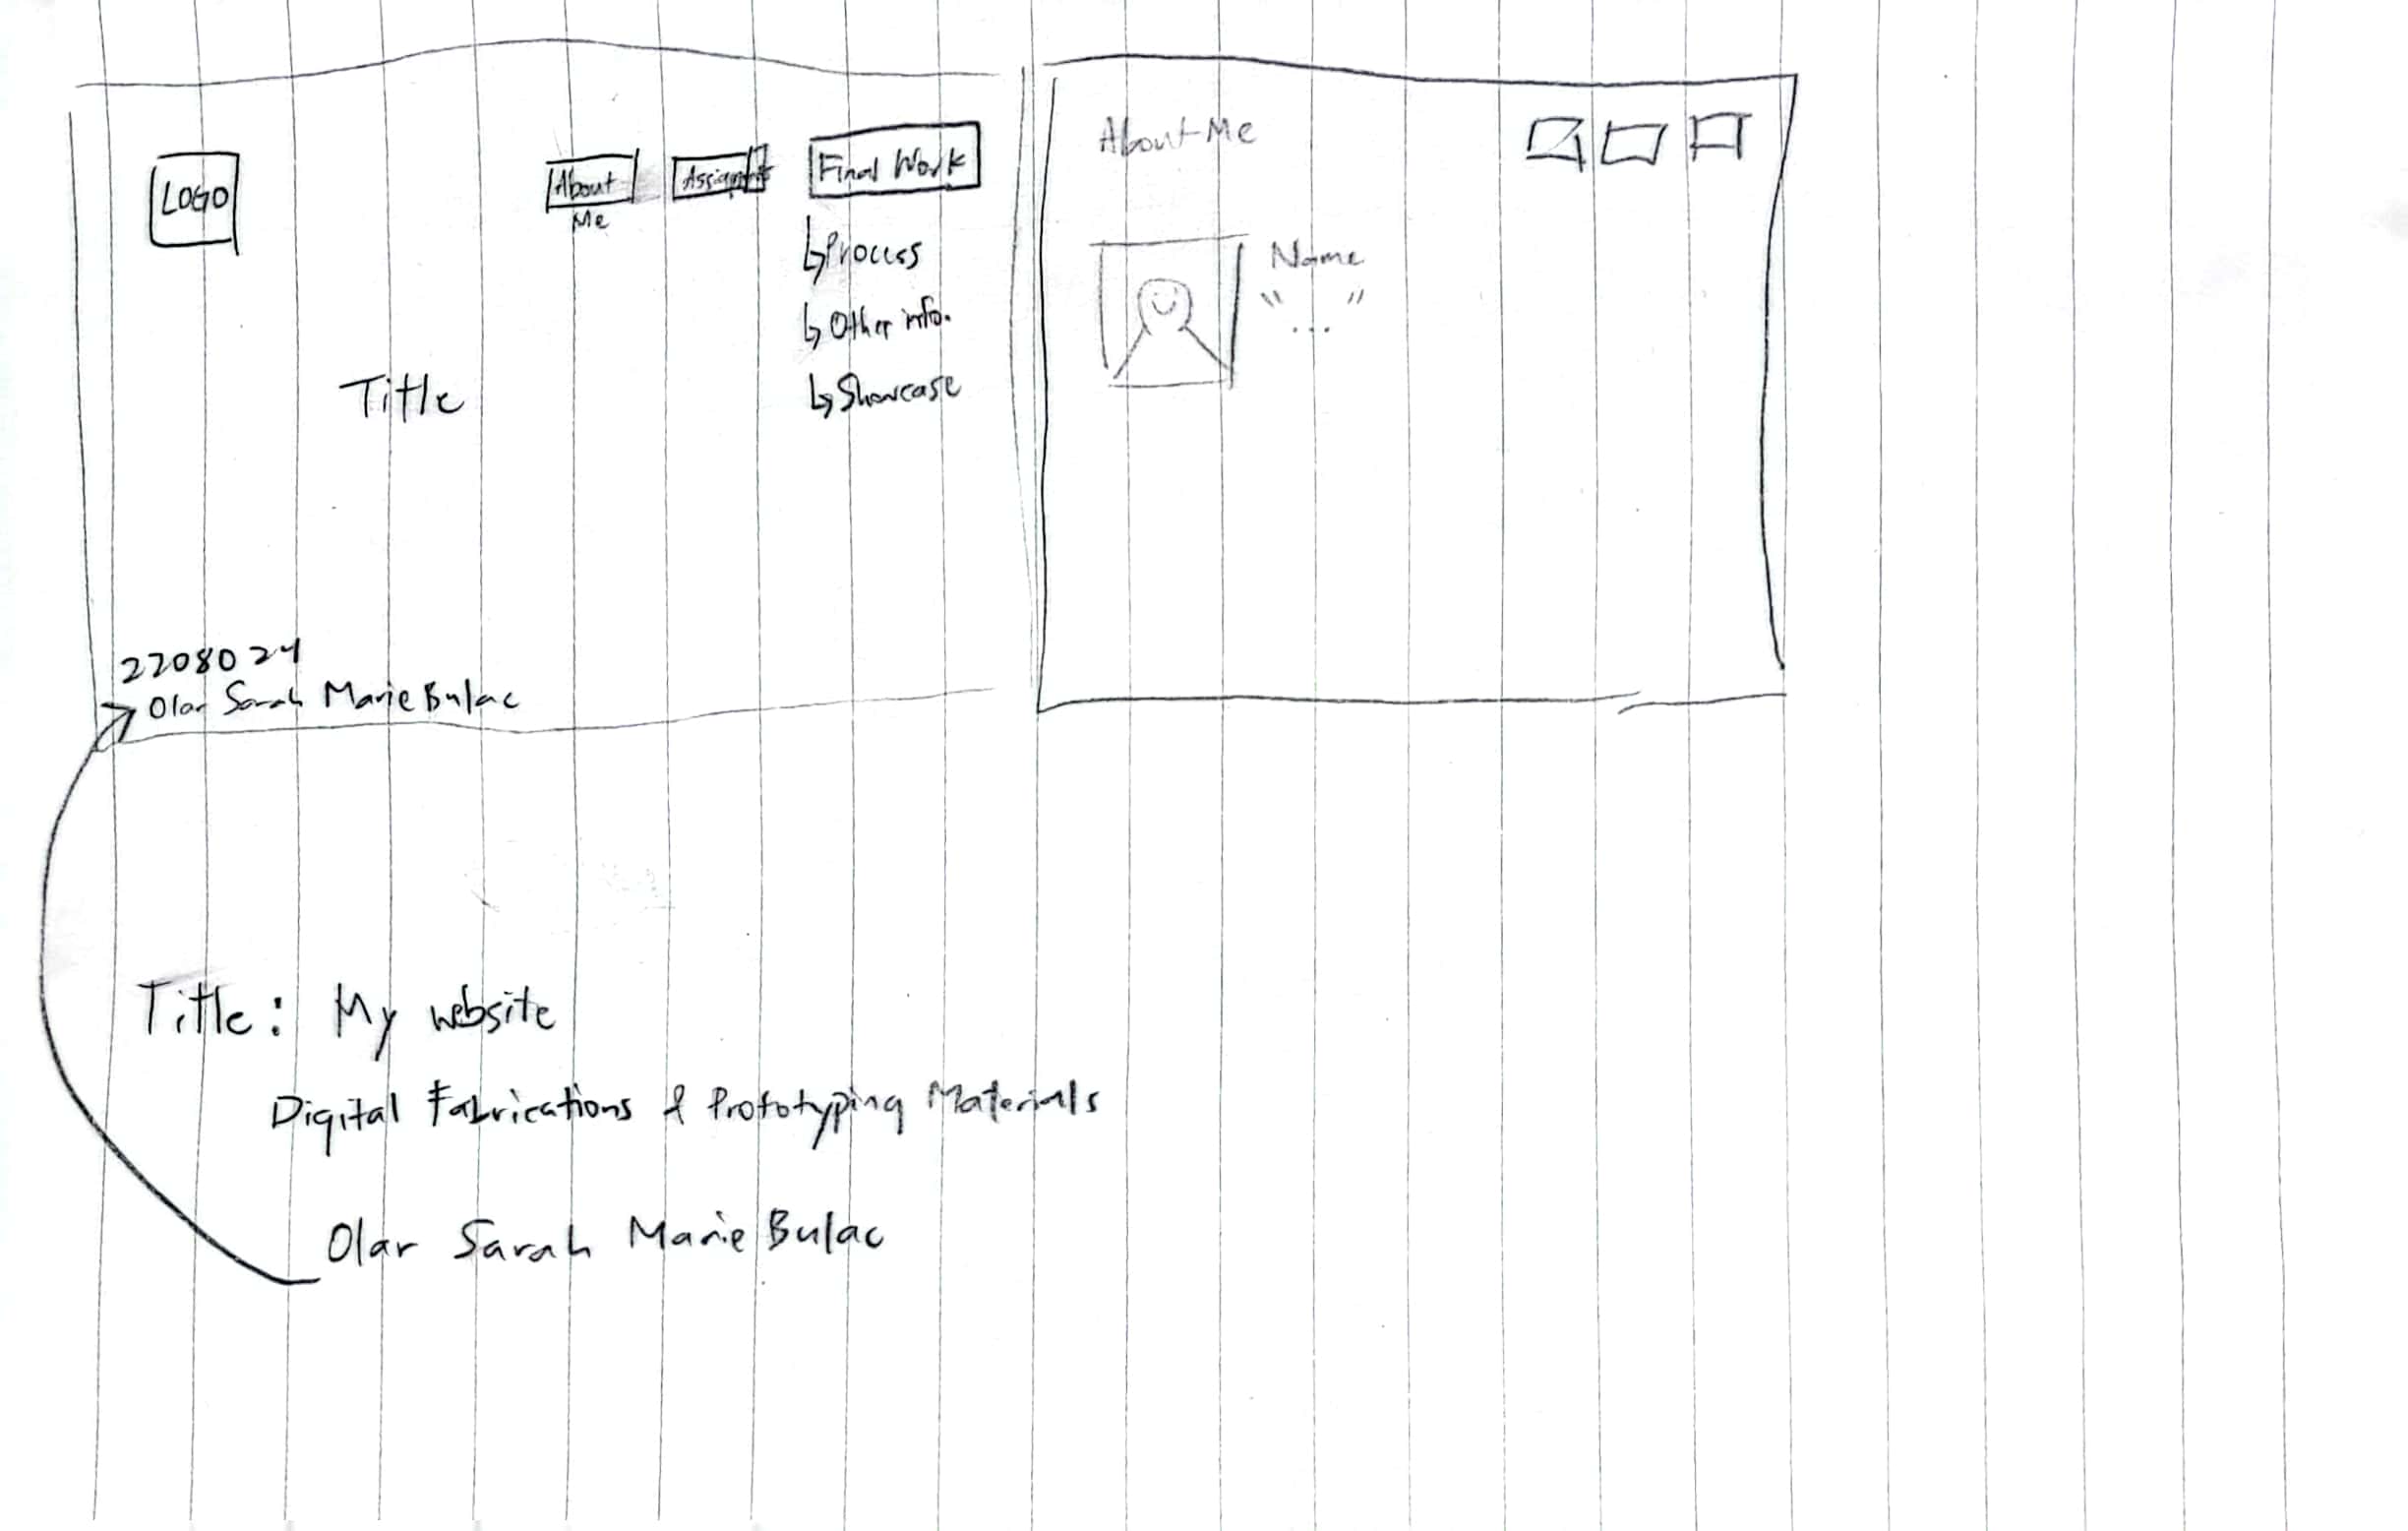 LOGO
About
Me
Assignments
Final Work
↳Process
↳Other info.
↳Showcase
Title
2208024
Olar Sarah Marie Bulac
About Me
Name
" ... "
Title: My website
Digital Fabrications & Prototyping Materials
Olar Sarah Marie Bulac